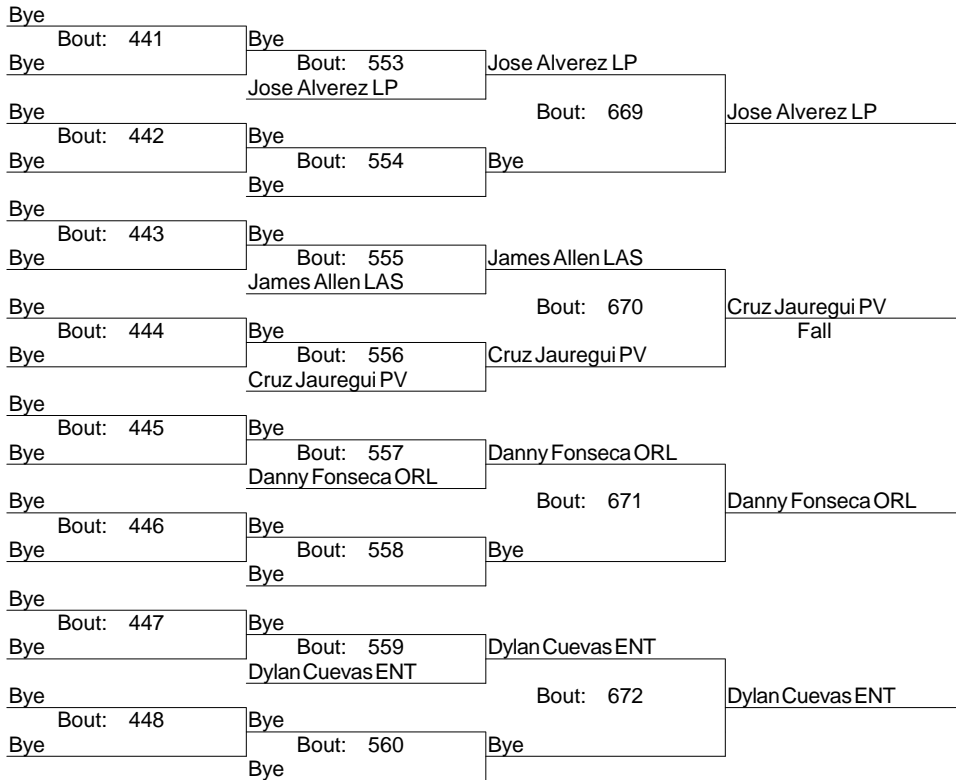 Bye
Bout: 441 Bye
Bye Bout: 553 Jose Alverez LP
Jose Alverez LP
Bye Bout: 669 Jose Alverez LP
Bout: 442 Bye
Bye Bout: 554 Bye
Bye
Bye
Bout: 443 Bye
Bye Bout: 555 James Allen LAS
James Allen LAS
Bye Bout: 670 Cruz Jauregui PV
Bout: 444 Bye Fall
Bye Bout: 556 Cruz Jauregui PV
Cruz Jauregui PV
Bye
Bout: 445 Bye
Bye Bout: 557 Danny Fonseca ORL
Danny Fonseca ORL
Bye Bout: 671 Danny Fonseca ORL
Bout: 446 Bye
Bye Bout: 558 Bye
Bye
Bye
Bout: 447 Bye
Bye Bout: 559 Dylan Cuevas ENT
Dylan Cuevas ENT
Bye Bout: 672 Dylan Cuevas ENT
Bout: 448 Bye
Bye Bout: 560 Bye
Bye